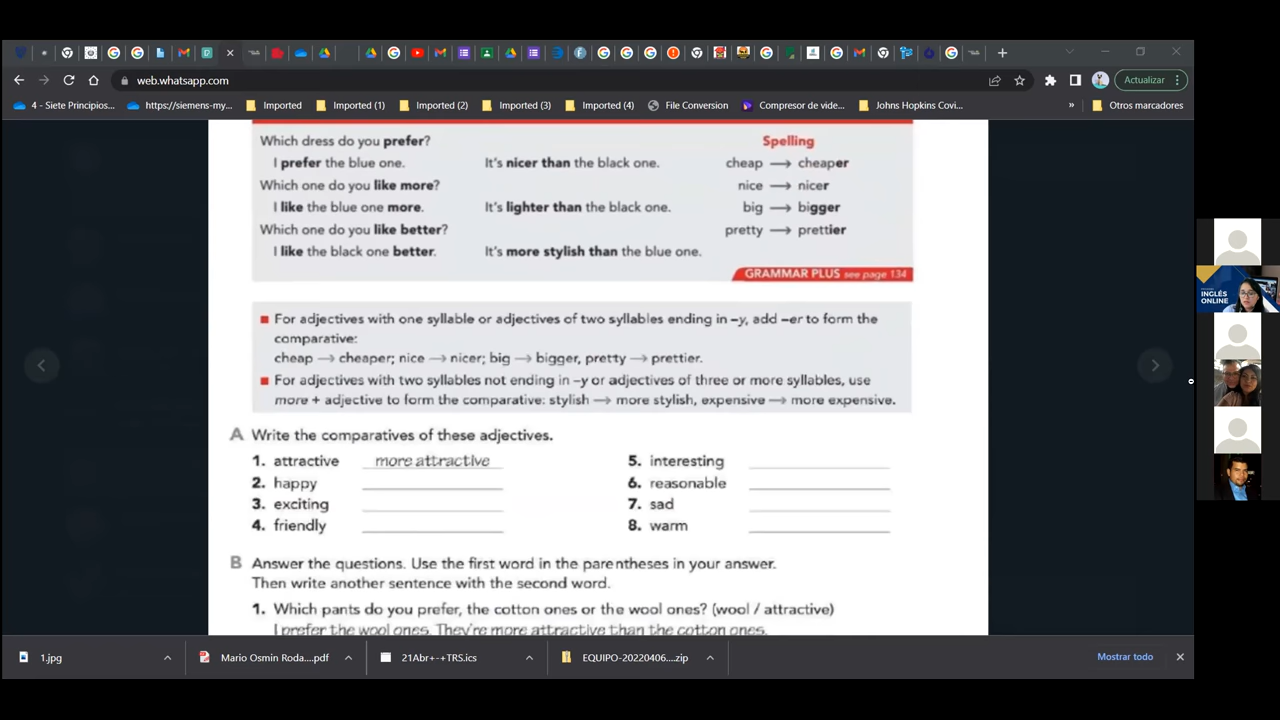 web.whatsapp.com
Actualizar
4 - Siete Principios...
https://siemens-my...
Imported
Imported (1)
Imported (2)
Imported (3)
Imported (4)
File Conversion
Compresor de vide...
Johns Hopkins Covi...
»
Otros marcadores
Which dress do you prefer?
Spelling
I prefer the blue one.
It's nicer than the black one.
cheap → cheaper
Which one do you like more?
nice → nicer
I like the blue one more.
It's lighter than the black one.
big → bigger
Which one do you like better?
pretty → prettier
I like the black one better.
It's more stylish than the blue one.
GRAMMAR PLUS see page 134
■ For adjectives with one syllable or adjectives of two syllables ending in –y, add –er to form the
comparative:
cheap → cheaper; nice → nicer; big → bigger, pretty → prettier.
■ For adjectives with two syllables not ending in –y or adjectives of three or more syllables, use
more + adjective to form the comparative: stylish → more stylish, expensive → more expensive.
A Write the comparatives of these adjectives.
1. attractive more attractive
5. interesting
2. happy
6. reasonable
3. exciting
7. sad
4. friendly
8. warm
B Answer the questions. Use the first word in the parentheses in your answer.
Then write another sentence with the second word.
1. Which pants do you prefer, the cotton ones or the wool ones? (wool / attractive)
I prefer the wool ones. They're more attractive than the cotton ones.
INGLÉS
ONLINE
1.jpg
Mario Osmin Roda....pdf
21Abr+-+TRS.ics
EQUIPO-20220406....zip
Mostrar todo